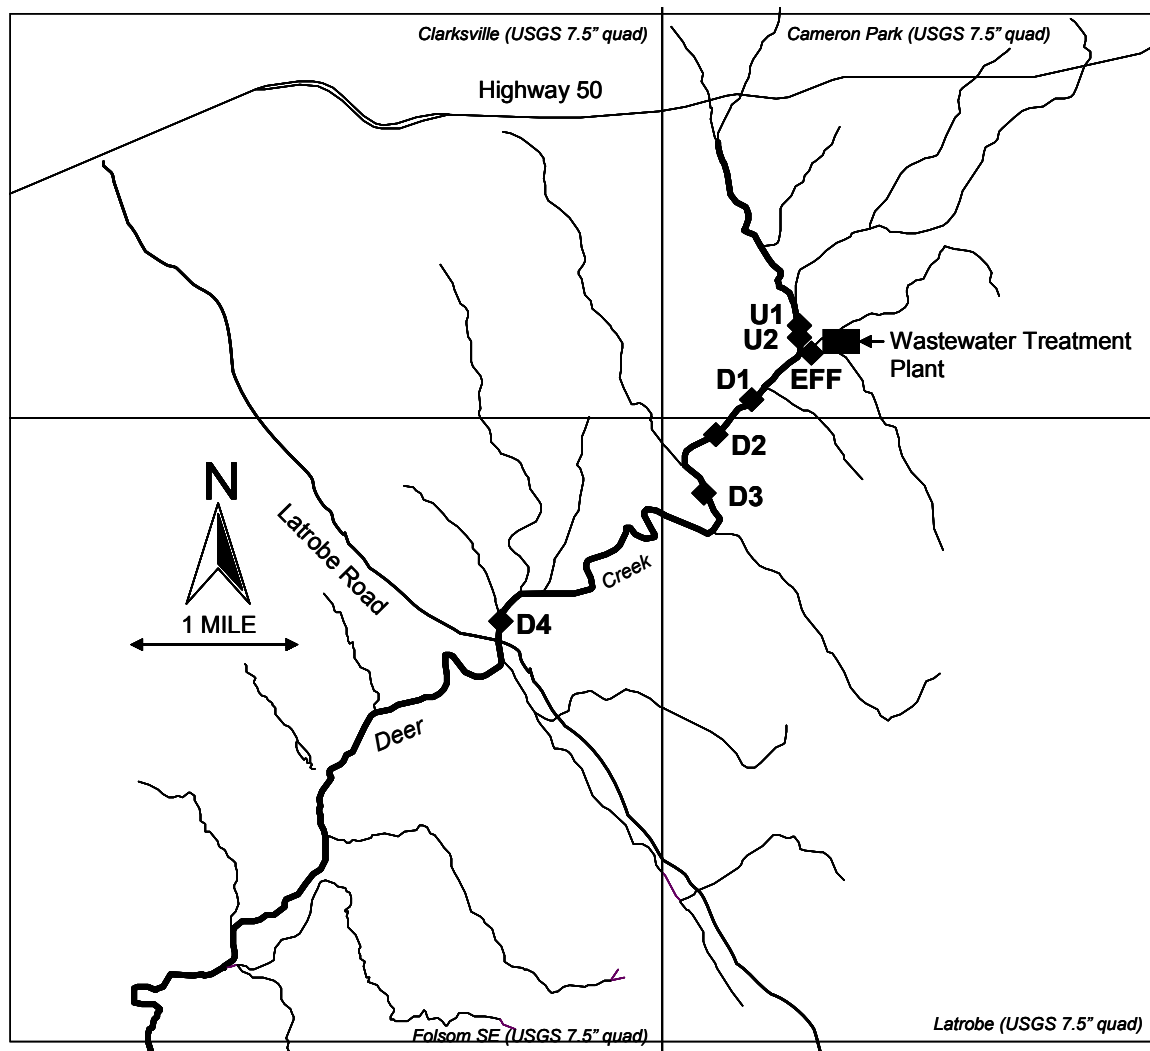 Clarksville (USGS 7.5" quad)
Cameron Park (USGS 7.5" quad)
Highway 50
U1
U2
Wastewater Treatment
Plant
EFF
D1
D2
D3
N
Latrobe Road
Creek
1 MILE
D4
Deer
Latrobe (USGS 7.5" quad)
Folsom SE (USGS 7.5" quad)